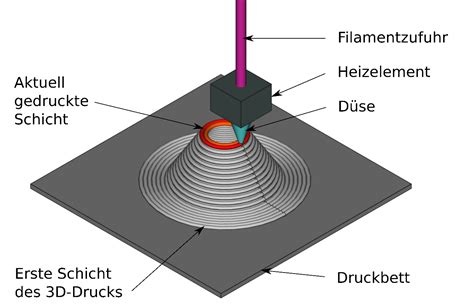 Filamentzufuhr
Heizelement
Düse
Aktuell
gedruckte
Schicht
Erste Schicht
des 3D-Drucks
Druckbett